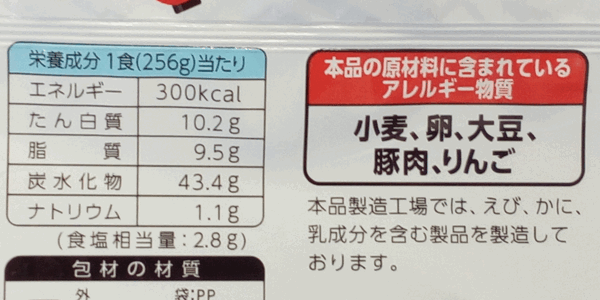 栄養成分 1食(256g)当たり
エネルギー 300kcal
たん白質 10.2g
脂質 9.5g
炭水化物 43.4g
ナトリウム 1.1g
(食塩相当量:2.8g)
包材の材質
外 袋:PP
本品の原材料に含まれている
アレルギー物質
小麦、卵、大豆、
豚肉、りんご
本品製造工場では、えび、かに、
乳成分を含む製品を製造して
おります。